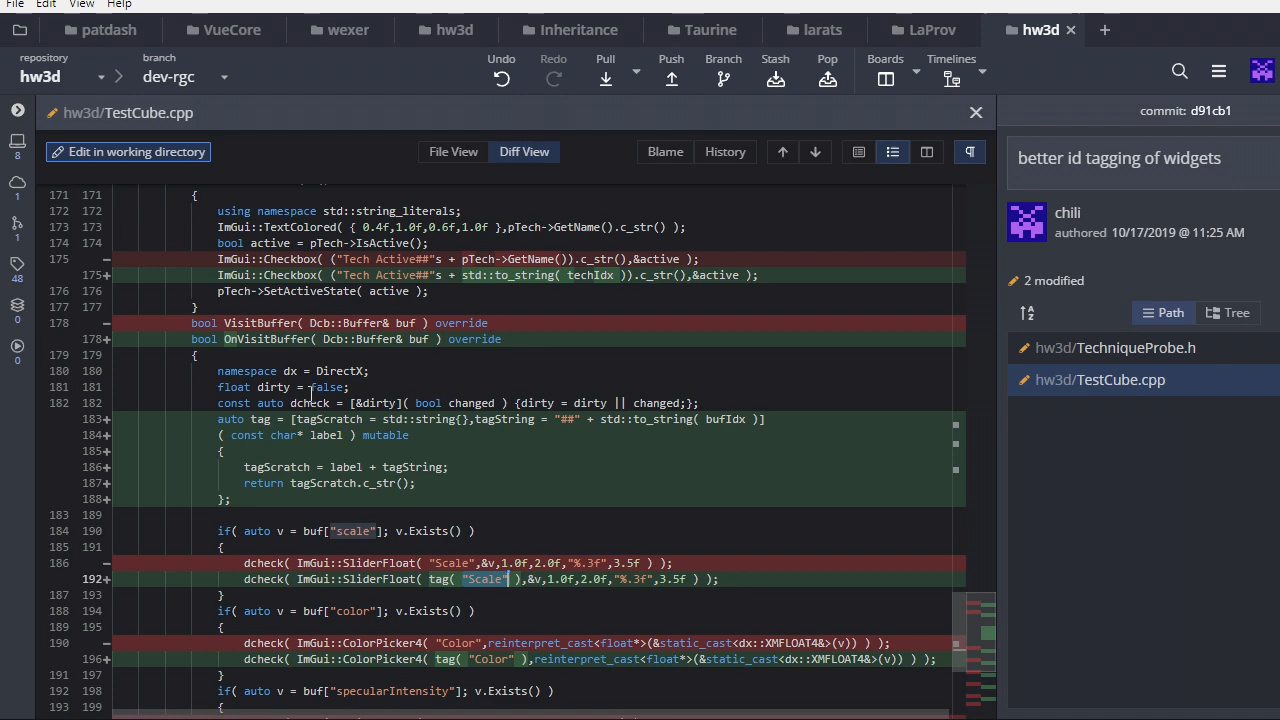 File Edit View Help
patdash VueCore wexer hw3d Inheritance Taurine larats LaProv hw3d
repository branch
hw3d dev-rgc
Undo Redo Pull Push Branch Stash Pop Boards Timelines
hw3d/TestCube.cpp
commit: d91cb1
Edit in working directory File View Diff View Blame History
better id tagging of widgets
chili
authored 10/17/2019 @ 11:25 AM
2 modified
Path Tree
hw3d/TechniqueProbe.h
hw3d/TestCube.cpp
8
1
1
48
0
0
171 171 {
172 172 using namespace std::string_literals;
173 173 ImGui::TextColored( { 0.4f,1.0f,0.6f,1.0f },pTech->GetName().c_str() );
174 174 bool active = pTech->IsActive();
175 - ImGui::Checkbox( ("Tech Active##"s + pTech->GetName()).c_str(),&active );
175+ ImGui::Checkbox( ("Tech Active##"s + std::to_string( techIdx )).c_str(),&active );
176 176 pTech->SetActiveState( active );
177 177 }
178 - bool VisitBuffer( Dcb::Buffer& buf ) override
178+ bool OnVisitBuffer( Dcb::Buffer& buf ) override
179 179 {
180 180 namespace dx = DirectX;
181 181 float dirty = false;
182 182 const auto dcheck = [&dirty]( bool changed ) {dirty = dirty || changed;};
183+ auto tag = [tagScratch = std::string{},tagString = "##" + std::to_string( bufIdx )]
184+ ( const char* label ) mutable
185+ {
186+ tagScratch = label + tagString;
187+ return tagScratch.c_str();
188+ };
183 189
184 190 if( auto v = buf["scale"]; v.Exists() )
185 191 {
186 - dcheck( ImGui::SliderFloat( "Scale",&v,1.0f,2.0f,"%.3f",3.5f ) );
192+ dcheck( ImGui::SliderFloat( tag( "Scale" ),&v,1.0f,2.0f,"%.3f",3.5f ) );
187 193 }
188 194 if( auto v = buf["color"]; v.Exists() )
189 195 {
190 - dcheck( ImGui::ColorPicker4( "Color",reinterpret_cast<float*>(&static_cast<dx::XMFLOAT4&>(v)) ) );
196+ dcheck( ImGui::ColorPicker4( tag( "Color" ),reinterpret_cast<float*>(&static_cast<dx::XMFLOAT4&>(v)) ) );
191 197 }
192 198 if( auto v = buf["specularIntensity"]; v.Exists() )
193 199 {